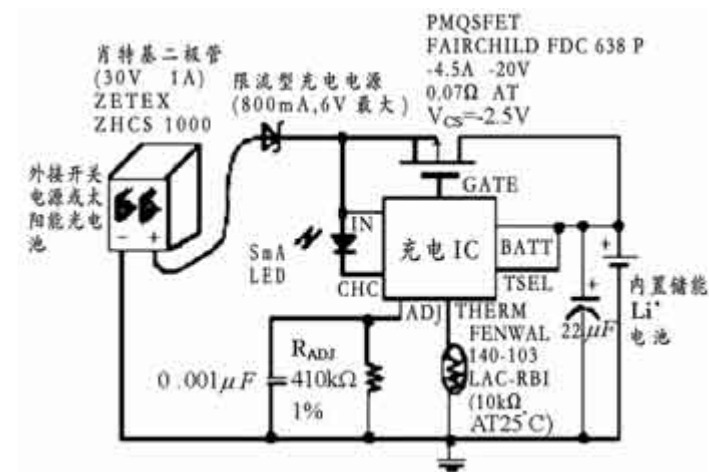 PMQSFET
FAIRCHILD FDC 638 P
-4.5A -20V
0.07Ω AT
VCS=-2.5V
肖特基二极管
(30V 1A)
ZETEX
ZHCS 1000
限流型充电电源
(800mA,6V 最大)
外接开关
电源或太
阳能光电
池
- +
GATE
IN
充电 IC
BATT
TSEL
CHC
ADJ
THERM
SmA
LED
FENWAL
140-103
LAC-RBI
(10kΩ
AT25°C)
RADJ
410kΩ
1%
0.001μF
+
22μF
+
内置储能
Li+
电池